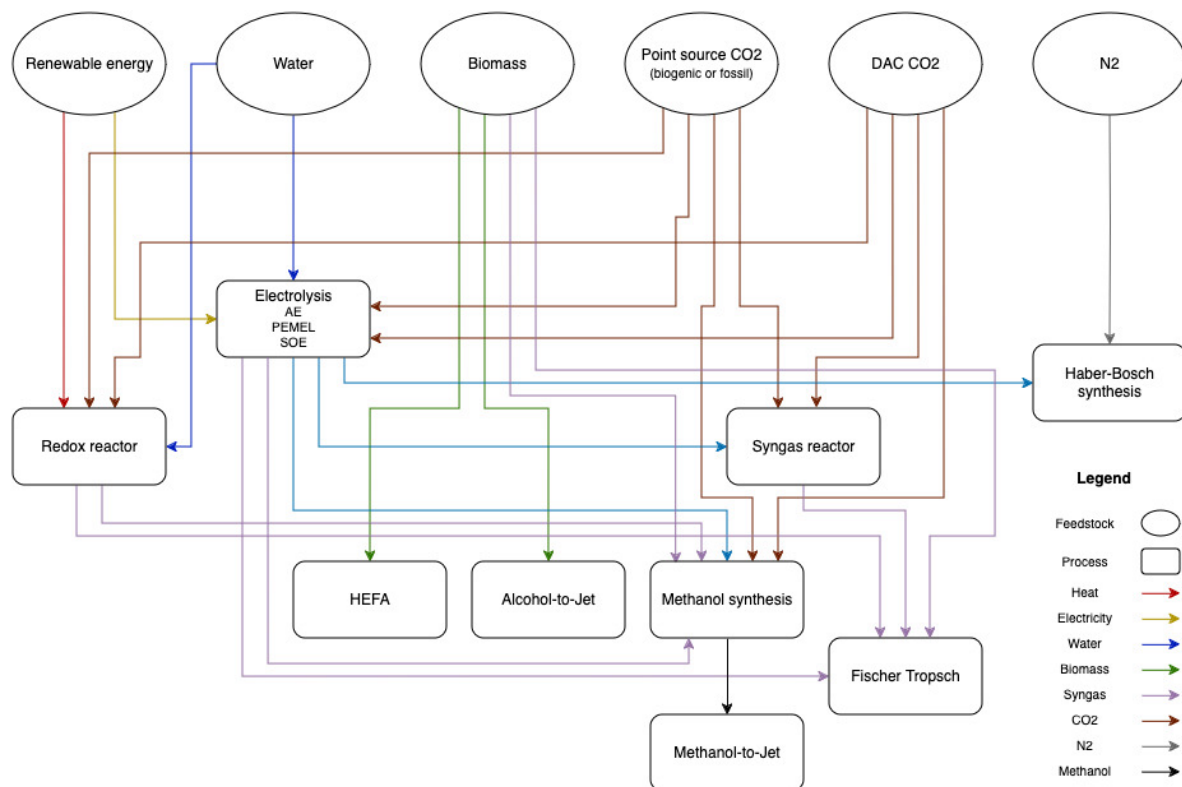 Renewable energy
Water
Biomass
Point source CO2
(biogenic or fossil)
DAC CO2
N2
Electrolysis
AE
PEMEL
SOE
Haber-Bosch
synthesis
Redox reactor
Syngas reactor
HEFA
Alcohol-to-Jet
Methanol synthesis
Fischer Tropsch
Methanol-to-Jet
Legend
Feedstock
Process
Heat
Electricity
Water
Biomass
Syngas
CO2
N2
Methanol